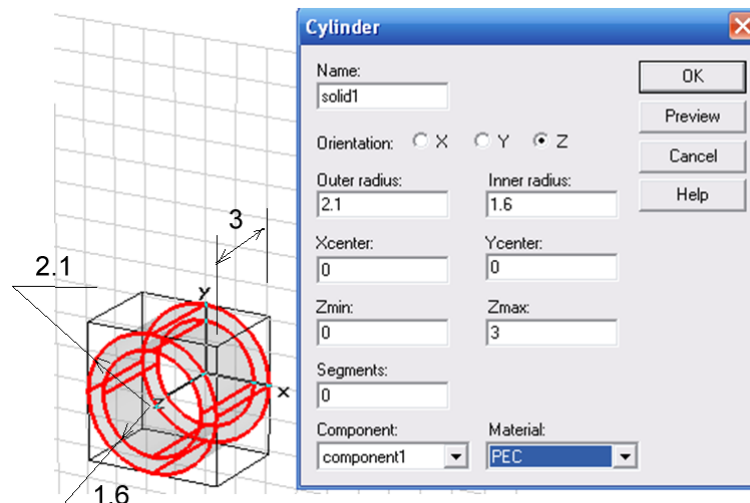 Cylinder
Name:
solid1
OK
Preview
Cancel
Help
Orientation: X Y Z
Outer radius: Inner radius:
2.1 1.6
Xcenter: Ycenter:
0 0
Zmin: Zmax:
0 3
Segments:
0
Component: Material:
component1 PEC
3
2.1
Y
X
Z
1.6